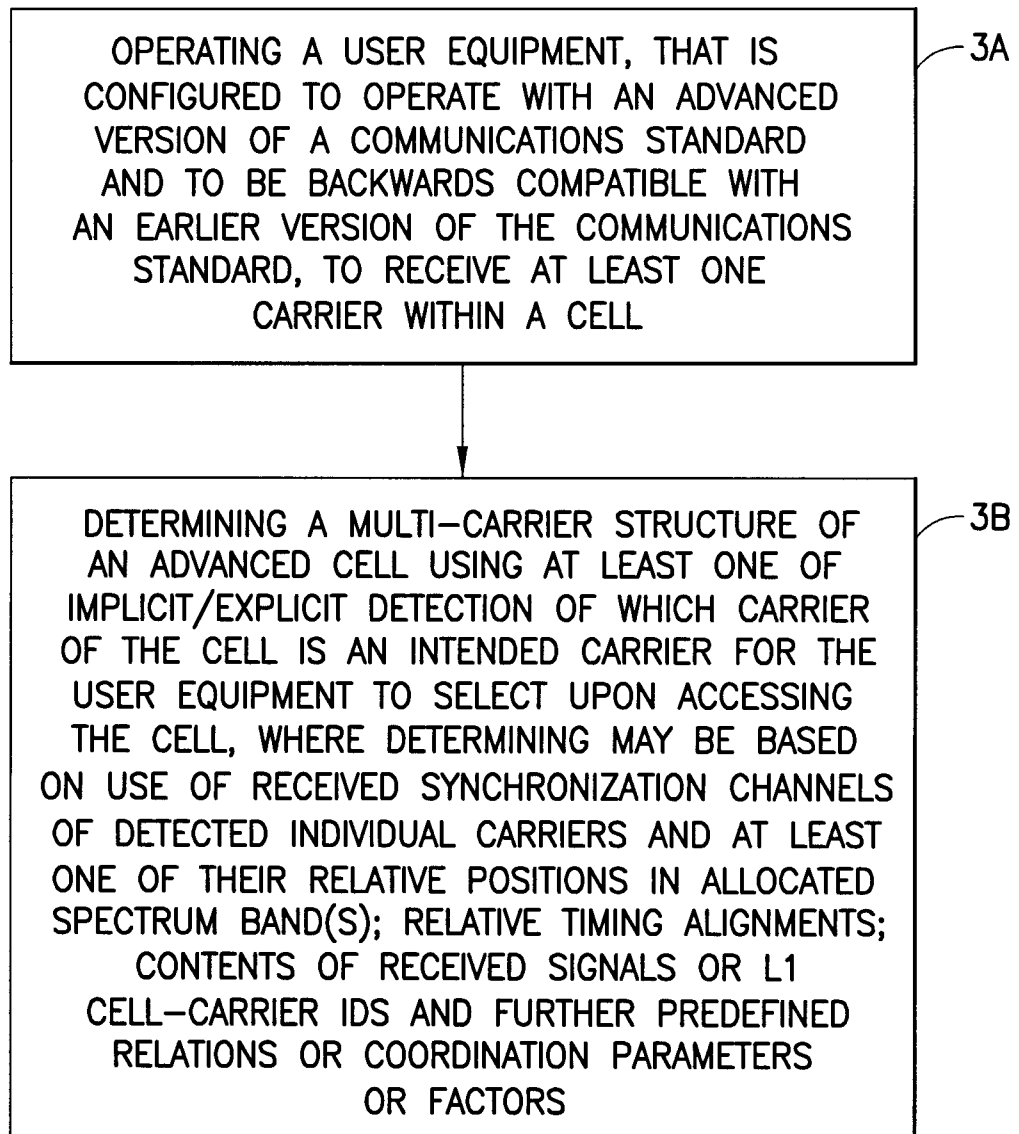 OPERATING A USER EQUIPMENT, THAT IS
CONFIGURED TO OPERATE WITH AN ADVANCED
VERSION OF A COMMUNICATIONS STANDARD
AND TO BE BACKWARDS COMPATIBLE WITH
AN EARLIER VERSION OF THE COMMUNICATIONS
STANDARD, TO RECEIVE AT LEAST ONE
CARRIER WITHIN A CELL
3A
DETERMINING A MULTI-CARRIER STRUCTURE OF
AN ADVANCED CELL USING AT LEAST ONE OF
IMPLICIT/EXPLICIT DETECTION OF WHICH CARRIER
OF THE CELL IS AN INTENDED CARRIER FOR THE
USER EQUIPMENT TO SELECT UPON ACCESSING
THE CELL, WHERE DETERMINING MAY BE BASED
ON USE OF RECEIVED SYNCHRONIZATION CHANNELS
OF DETECTED INDIVIDUAL CARRIERS AND AT LEAST
ONE OF THEIR RELATIVE POSITIONS IN ALLOCATED
SPECTRUM BAND(S); RELATIVE TIMING ALIGNMENTS;
CONTENTS OF RECEIVED SIGNALS OR L1
CELL-CARRIER IDS AND FURTHER PREDEFINED
RELATIONS OR COORDINATION PARAMETERS
OR FACTORS
3B